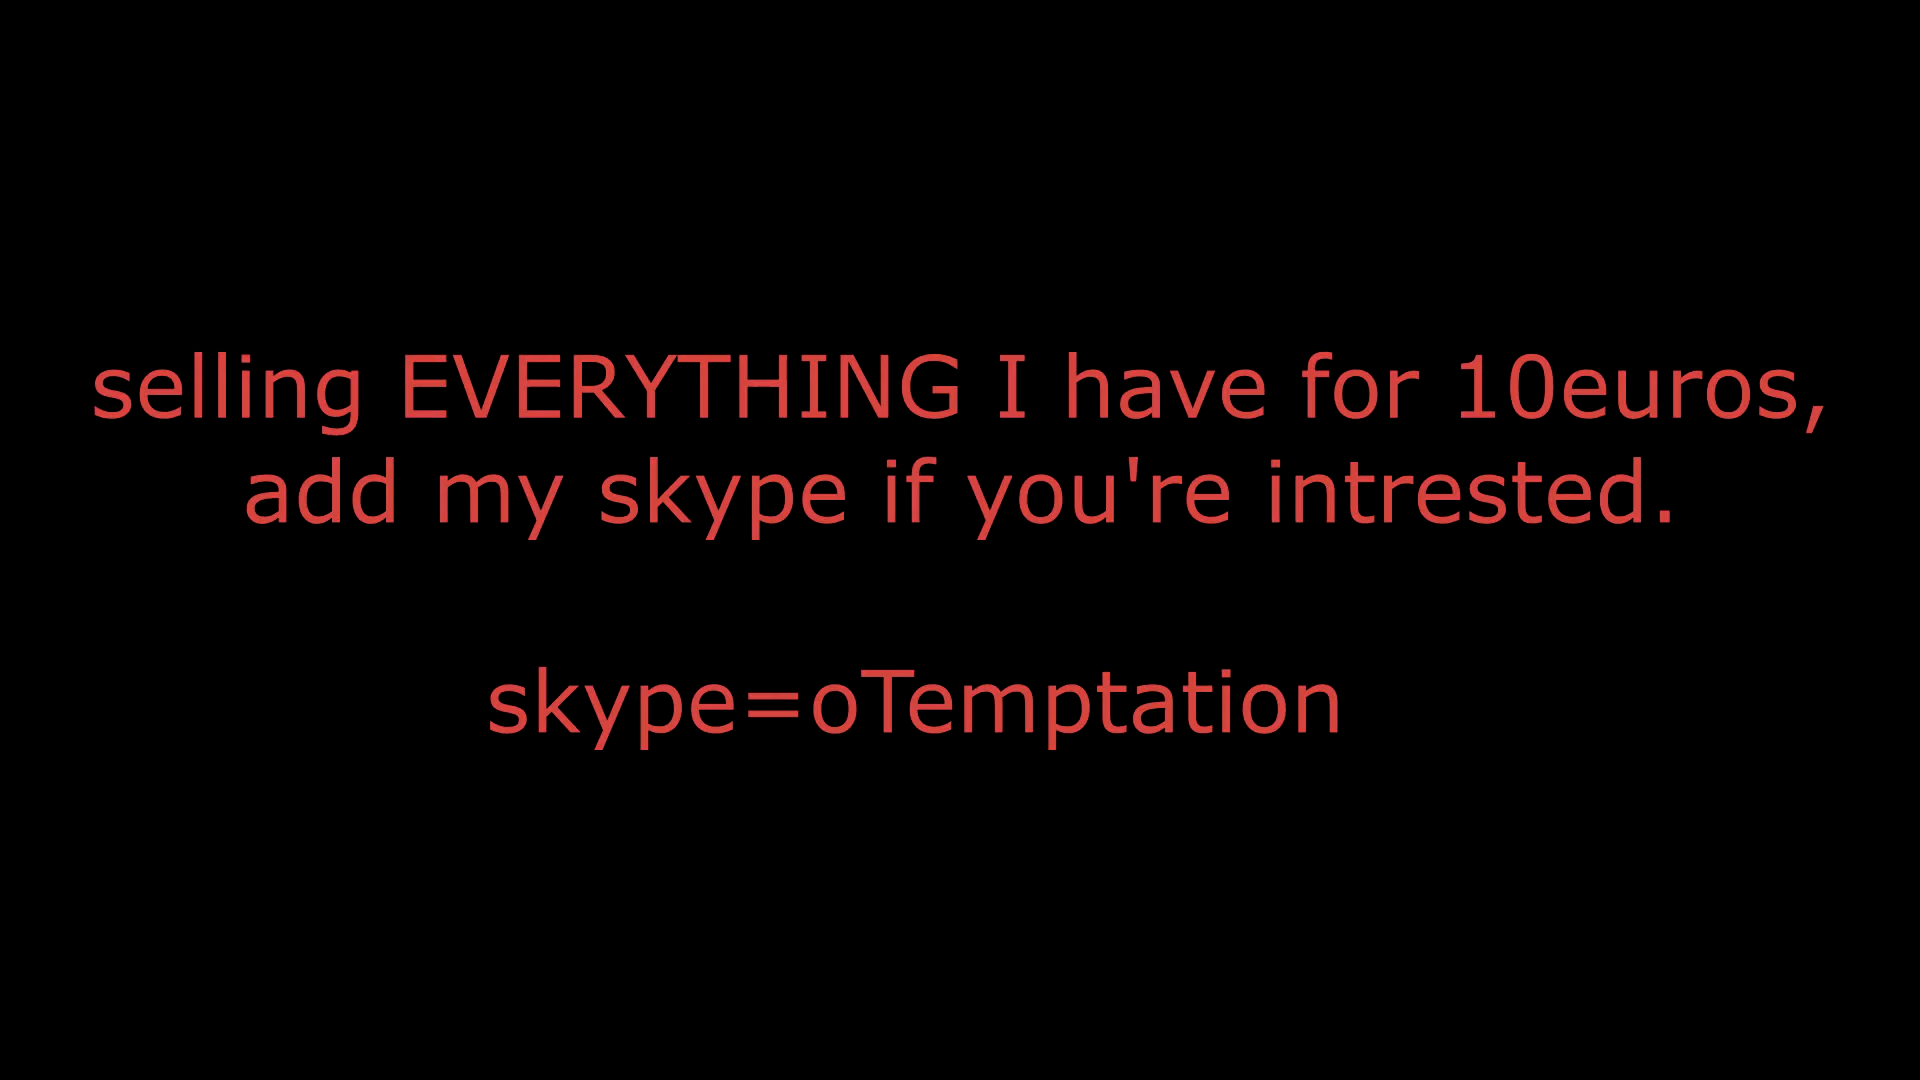 selling EVERYTHING I have for 10euros,
add my skype if you're intrested.
skype=oTemptation